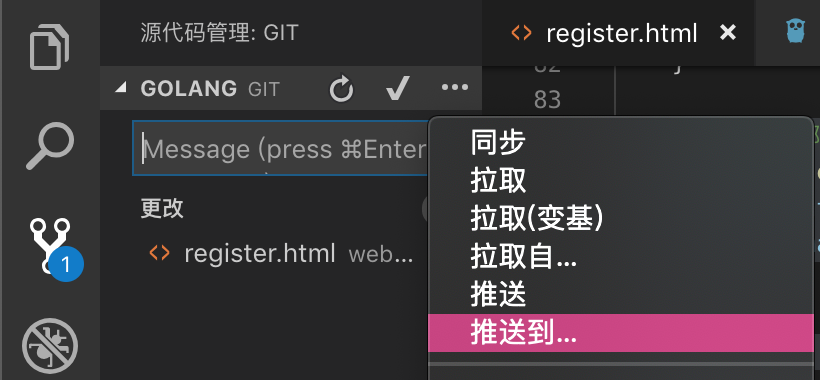 源代码管理: GIT
register.html ×
GOLANG GIT
83
Message (press ⌘Enter
更改
register.html web...
1
同步
拉取
拉取(变基)
拉取自...
推送
推送到...